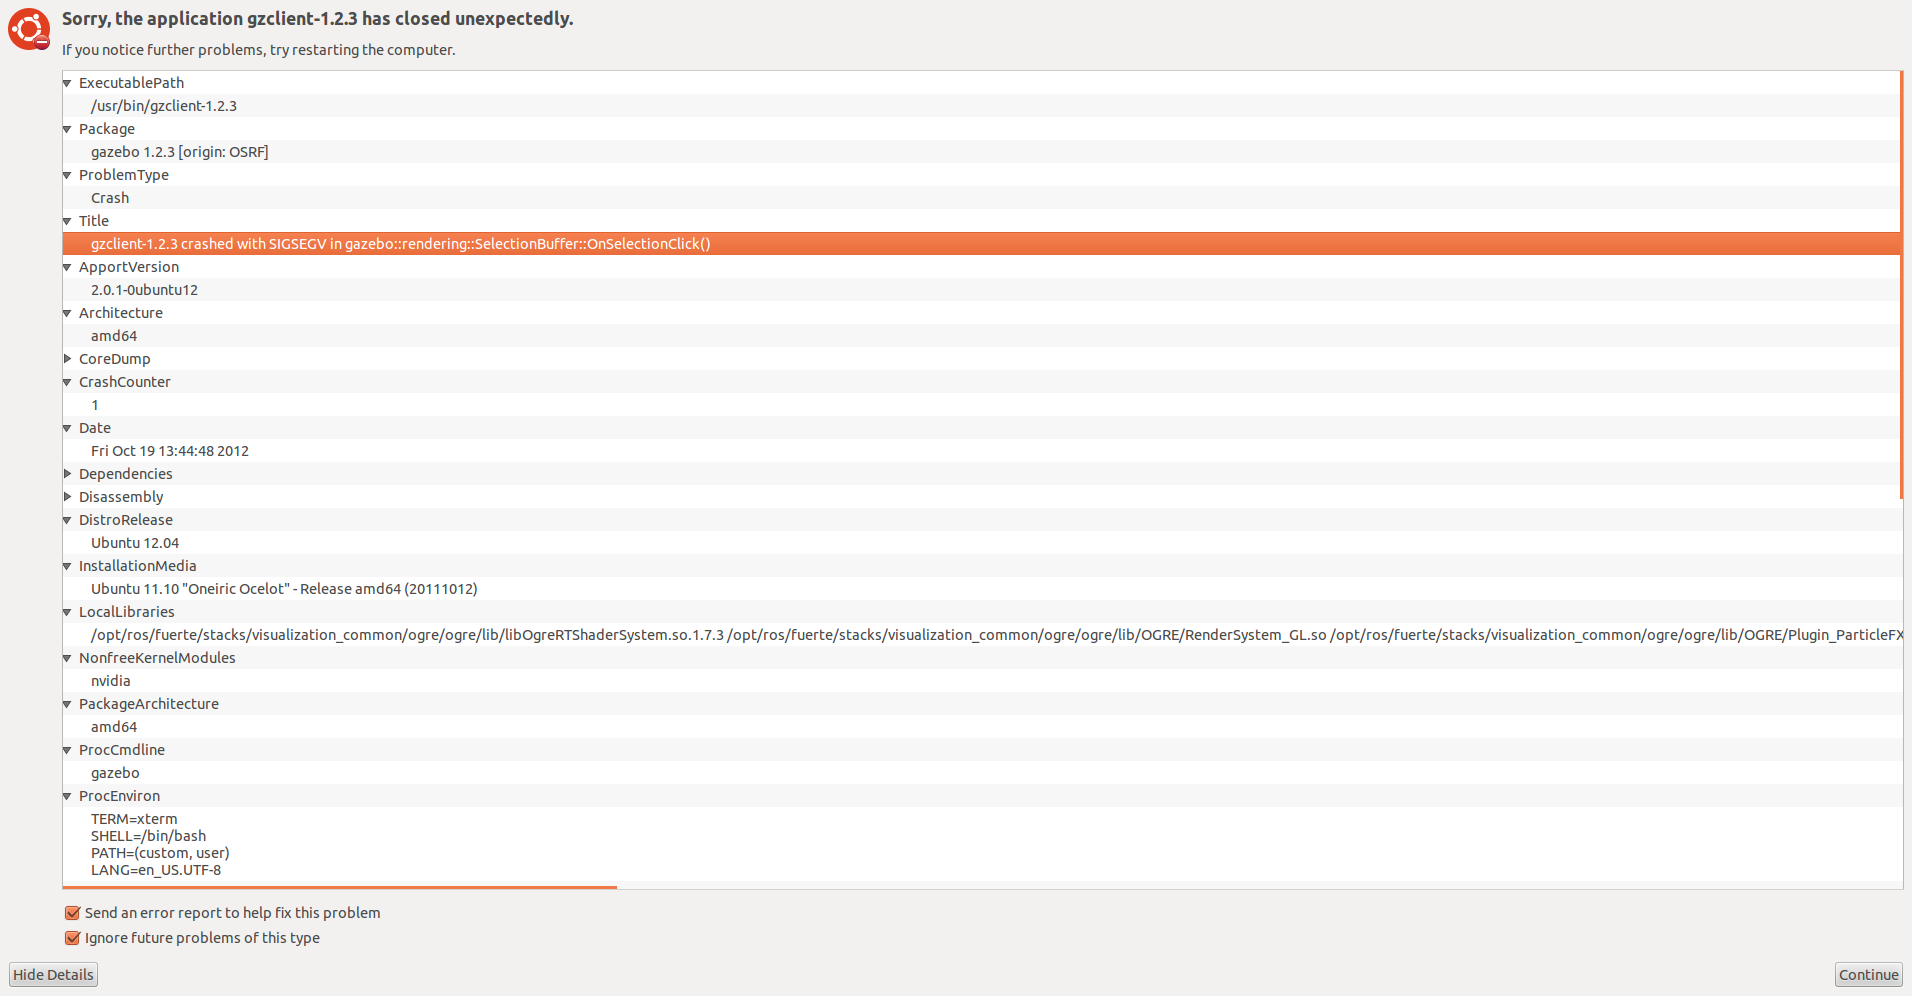 Sorry, the application gzclient-1.2.3 has closed unexpectedly.
If you notice further problems, try restarting the computer.
ExecutablePath
/usr/bin/gzclient-1.2.3
Package
gazebo 1.2.3 [origin: OSRF]
ProblemType
Crash
Title
gzclient-1.2.3 crashed with SIGSEGV in gazebo::rendering::SelectionBuffer::OnSelectionClick()
ApportVersion
2.0.1-0ubuntu12
Architecture
amd64
CoreDump
CrashCounter
1
Date
Fri Oct 19 13:44:48 2012
Dependencies
Disassembly
DistroRelease
Ubuntu 12.04
InstallationMedia
Ubuntu 11.10 "Oneiric Ocelot" - Release amd64 (20111012)
LocalLibraries
/opt/ros/fuerte/stacks/visualization_common/ogre/ogre/lib/libOgreRTShaderSystem.so.1.7.3 /opt/ros/fuerte/stacks/visualization_common/ogre/ogre/lib/OGRE/RenderSystem_GL.so /opt/ros/fuerte/stacks/visualization_common/ogre/ogre/lib/OGRE/Plugin_ParticleFX
NonfreeKernelModules
nvidia
PackageArchitecture
amd64
ProcCmdline
gazebo
ProcEnviron
TERM=xterm
SHELL=/bin/bash
PATH=(custom, user)
LANG=en_US.UTF-8
Send an error report to help fix this problem
Ignore future problems of this type
Hide Details
Continue